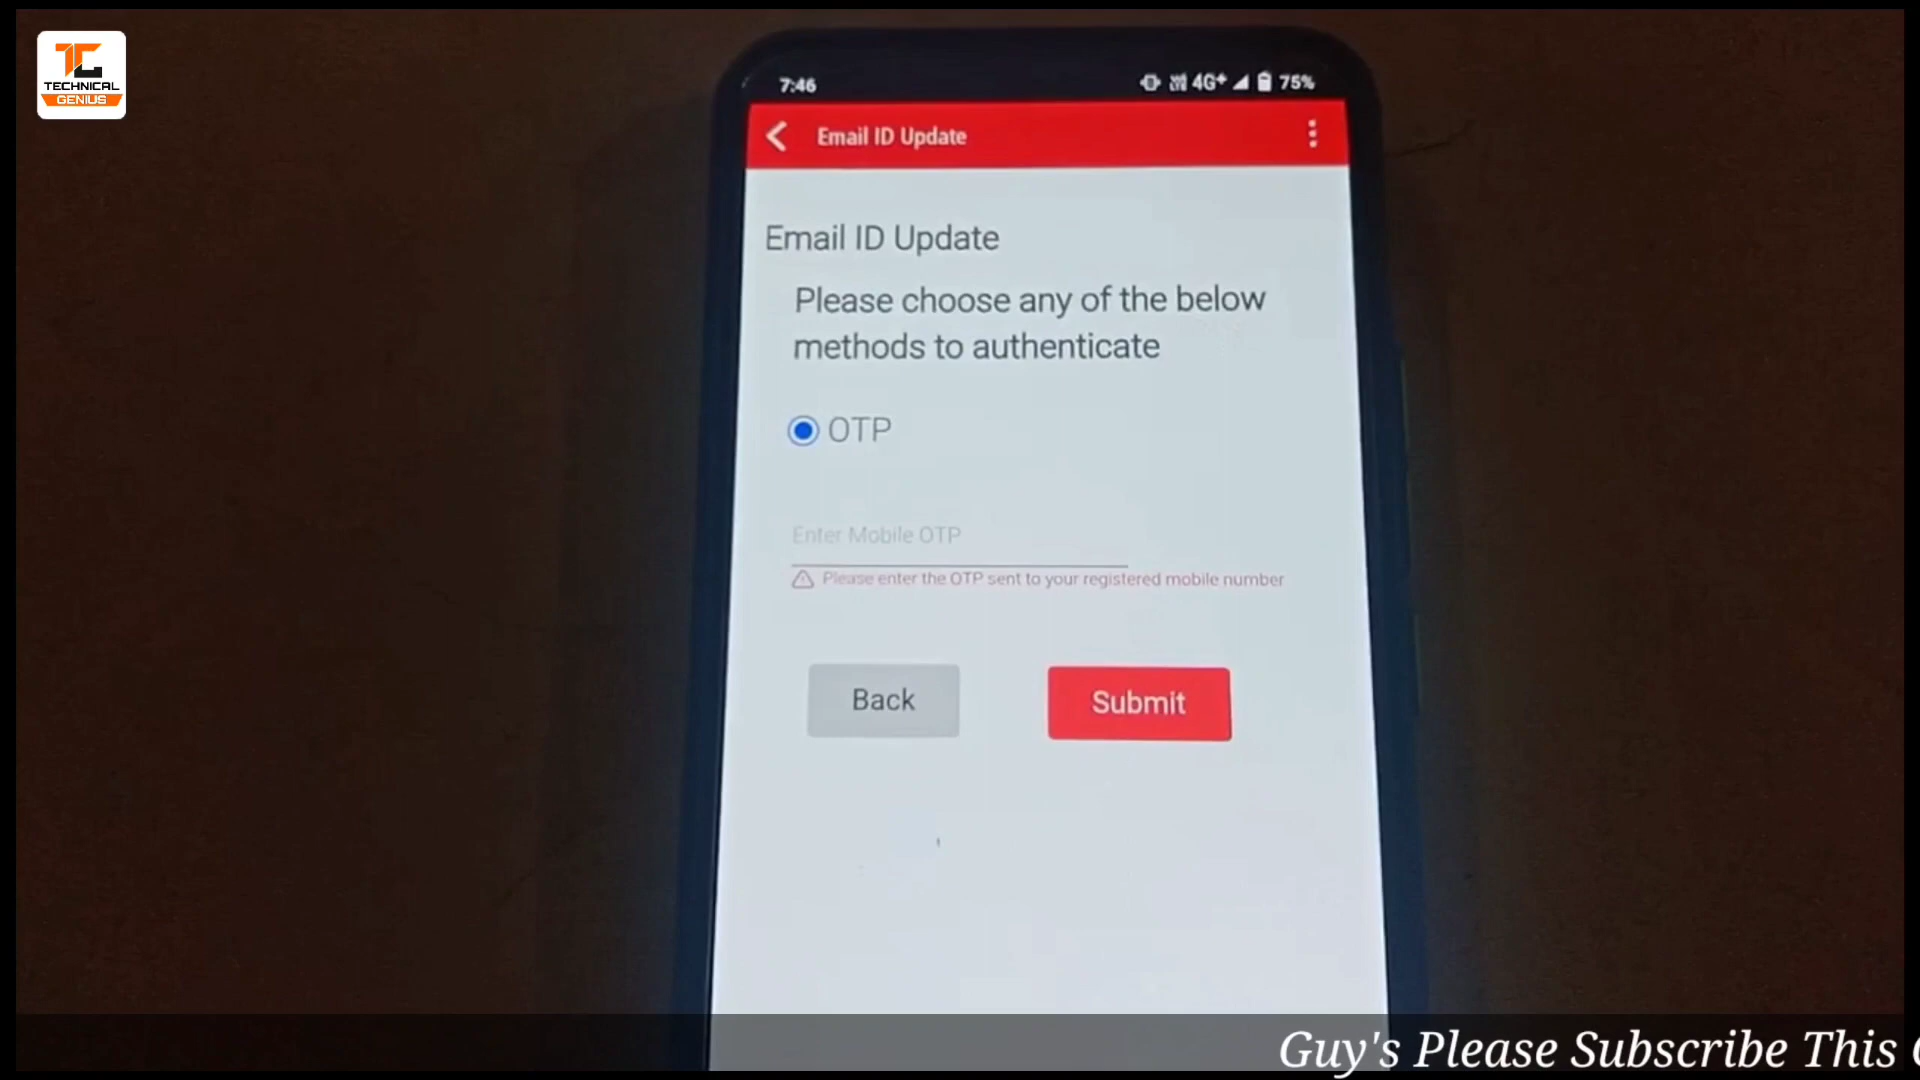 TECHNICAL
GENIUS
7:46
4G+ 75%
Email ID Update
Email ID Update
Please choose any of the below
methods to authenticate
OTP
Enter Mobile OTP
Please enter the OTP sent to your registered mobile number
Back
Submit
Guy's Please Subscribe This